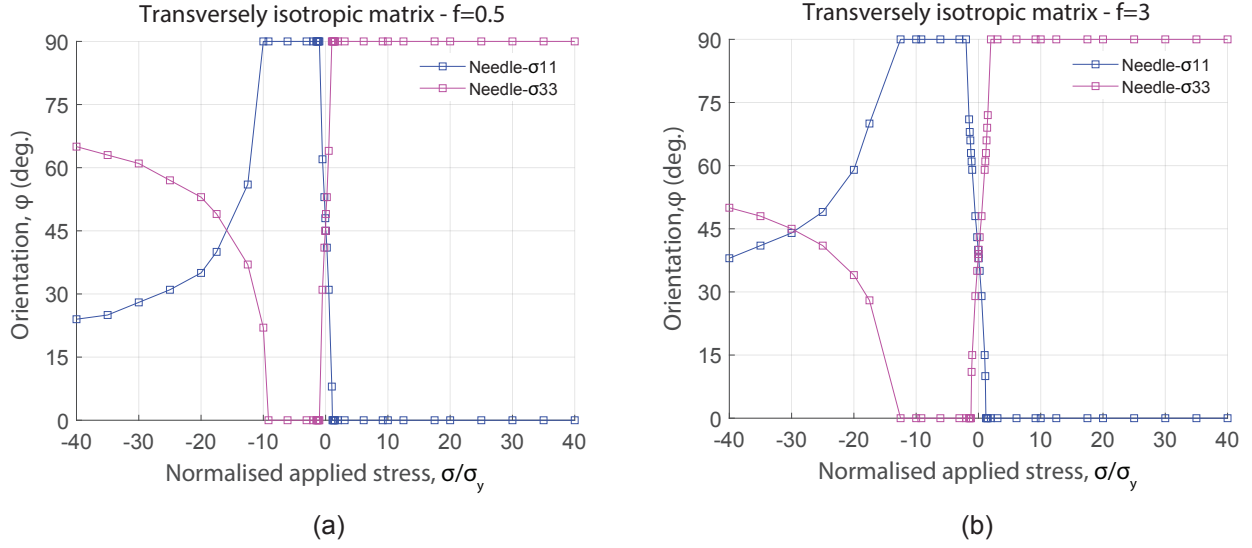 Transversely isotropic matrix - f=0.5
90
75
60
45
30
15
0
Orientation, φ (deg.)
Needle-σ11
Needle-σ33
-40 -30 -20 -10 0 10 20 30 40
Normalised applied stress, σ/σy
(a)
Transversely isotropic matrix - f=3
90
75
60
45
30
15
0
Orientation,φ (deg.)
Needle-σ11
Needle-σ33
-40 -30 -20 -10 0 10 20 30 40
Normalised applied stress, σ/σy
(b)